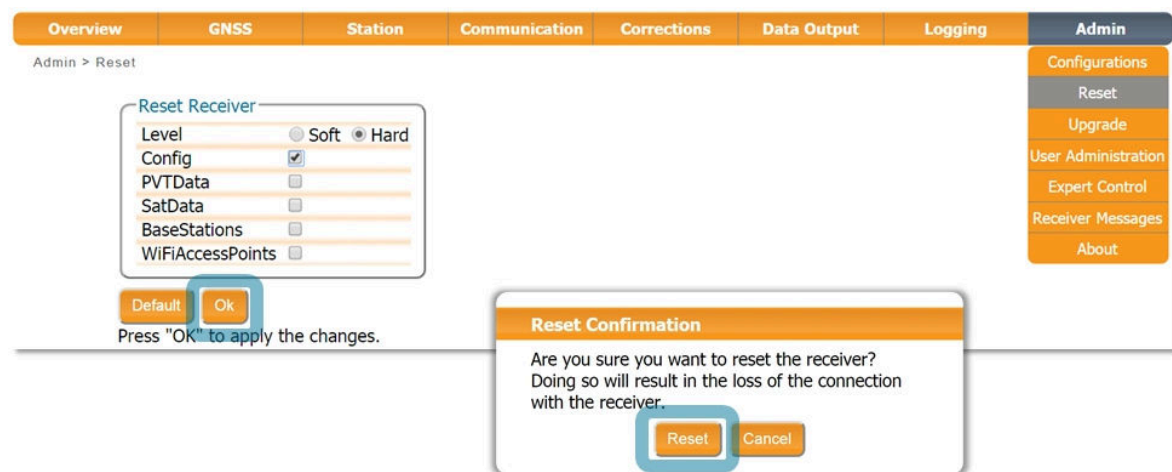 Overview GNSS Station Communication Corrections Data Output Logging Admin
Admin > Reset
Configurations
Reset
Upgrade
User Administration
Expert Control
Receiver Messages
About
Reset Receiver
Level Soft Hard
Config
PVTData
SatData
BaseStations
WiFiAccessPoints
Default Ok
Press "OK" to apply the changes.
Reset Confirmation
Are you sure you want to reset the receiver?
Doing so will result in the loss of the connection
with the receiver.
Reset Cancel